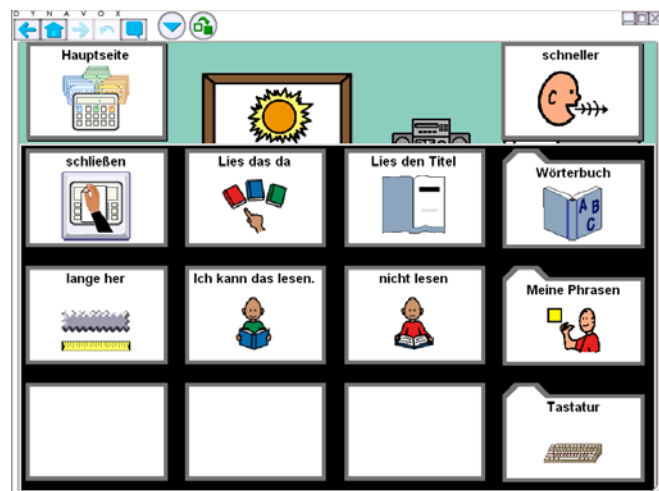 DYNAVOX
Hauptseite
schneller
C
schließen
Lies das da
Lies den Titel
Wörterbuch
A B
C
lange her
Ich kann das lesen.
nicht lesen
Meine Phrasen
Tastatur